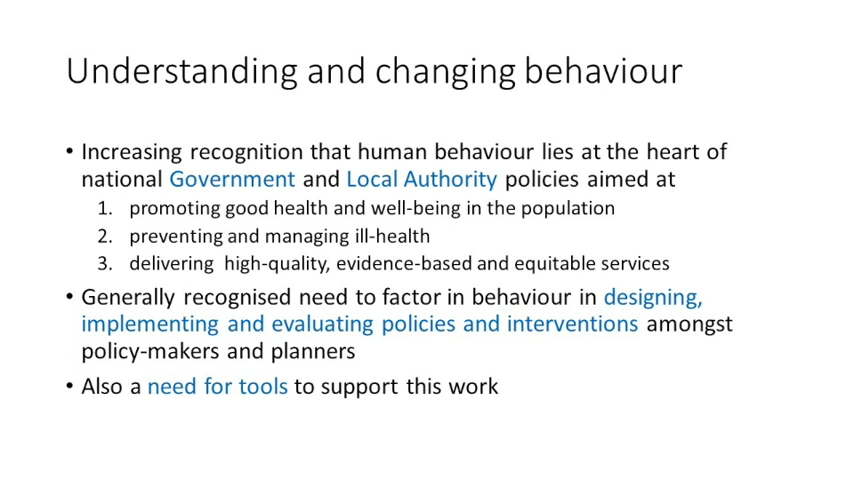 Understanding and changing behaviour
• Increasing recognition that human behaviour lies at the heart of
national Government and Local Authority policies aimed at
1. promoting good health and well-being in the population
2. preventing and managing ill-health
3. delivering high-quality, evidence-based and equitable services
• Generally recognised need to factor in behaviour in designing,
implementing and evaluating policies and interventions amongst
policy-makers and planners
• Also a need for tools to support this work